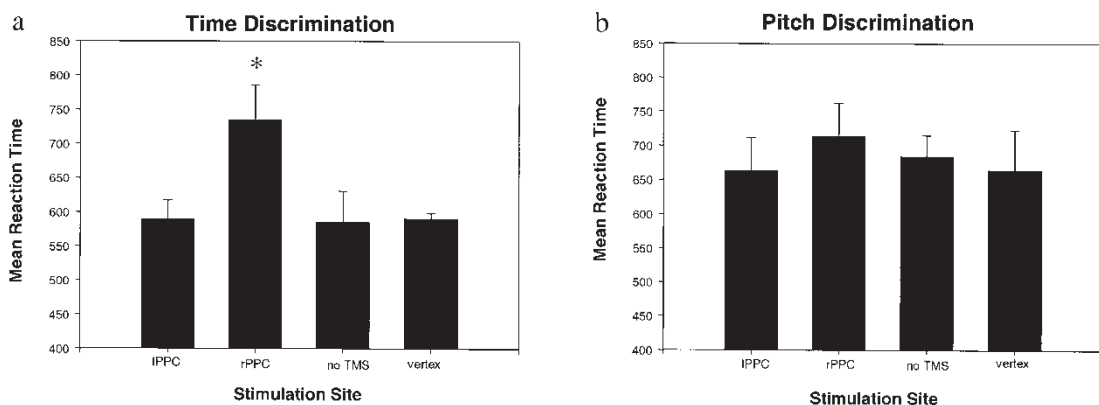 a
Time Discrimination
Mean Reaction Time
850
800
750
700
650
600
550
500
450
400
*
lPPC rPPC no TMS vertex
Stimulation Site
b
Pitch Discrimination
Mean Reaction Time
850
800
750
700
650
600
550
500
450
400
lPPC rPPC no TMS vertex
Stimulation Site